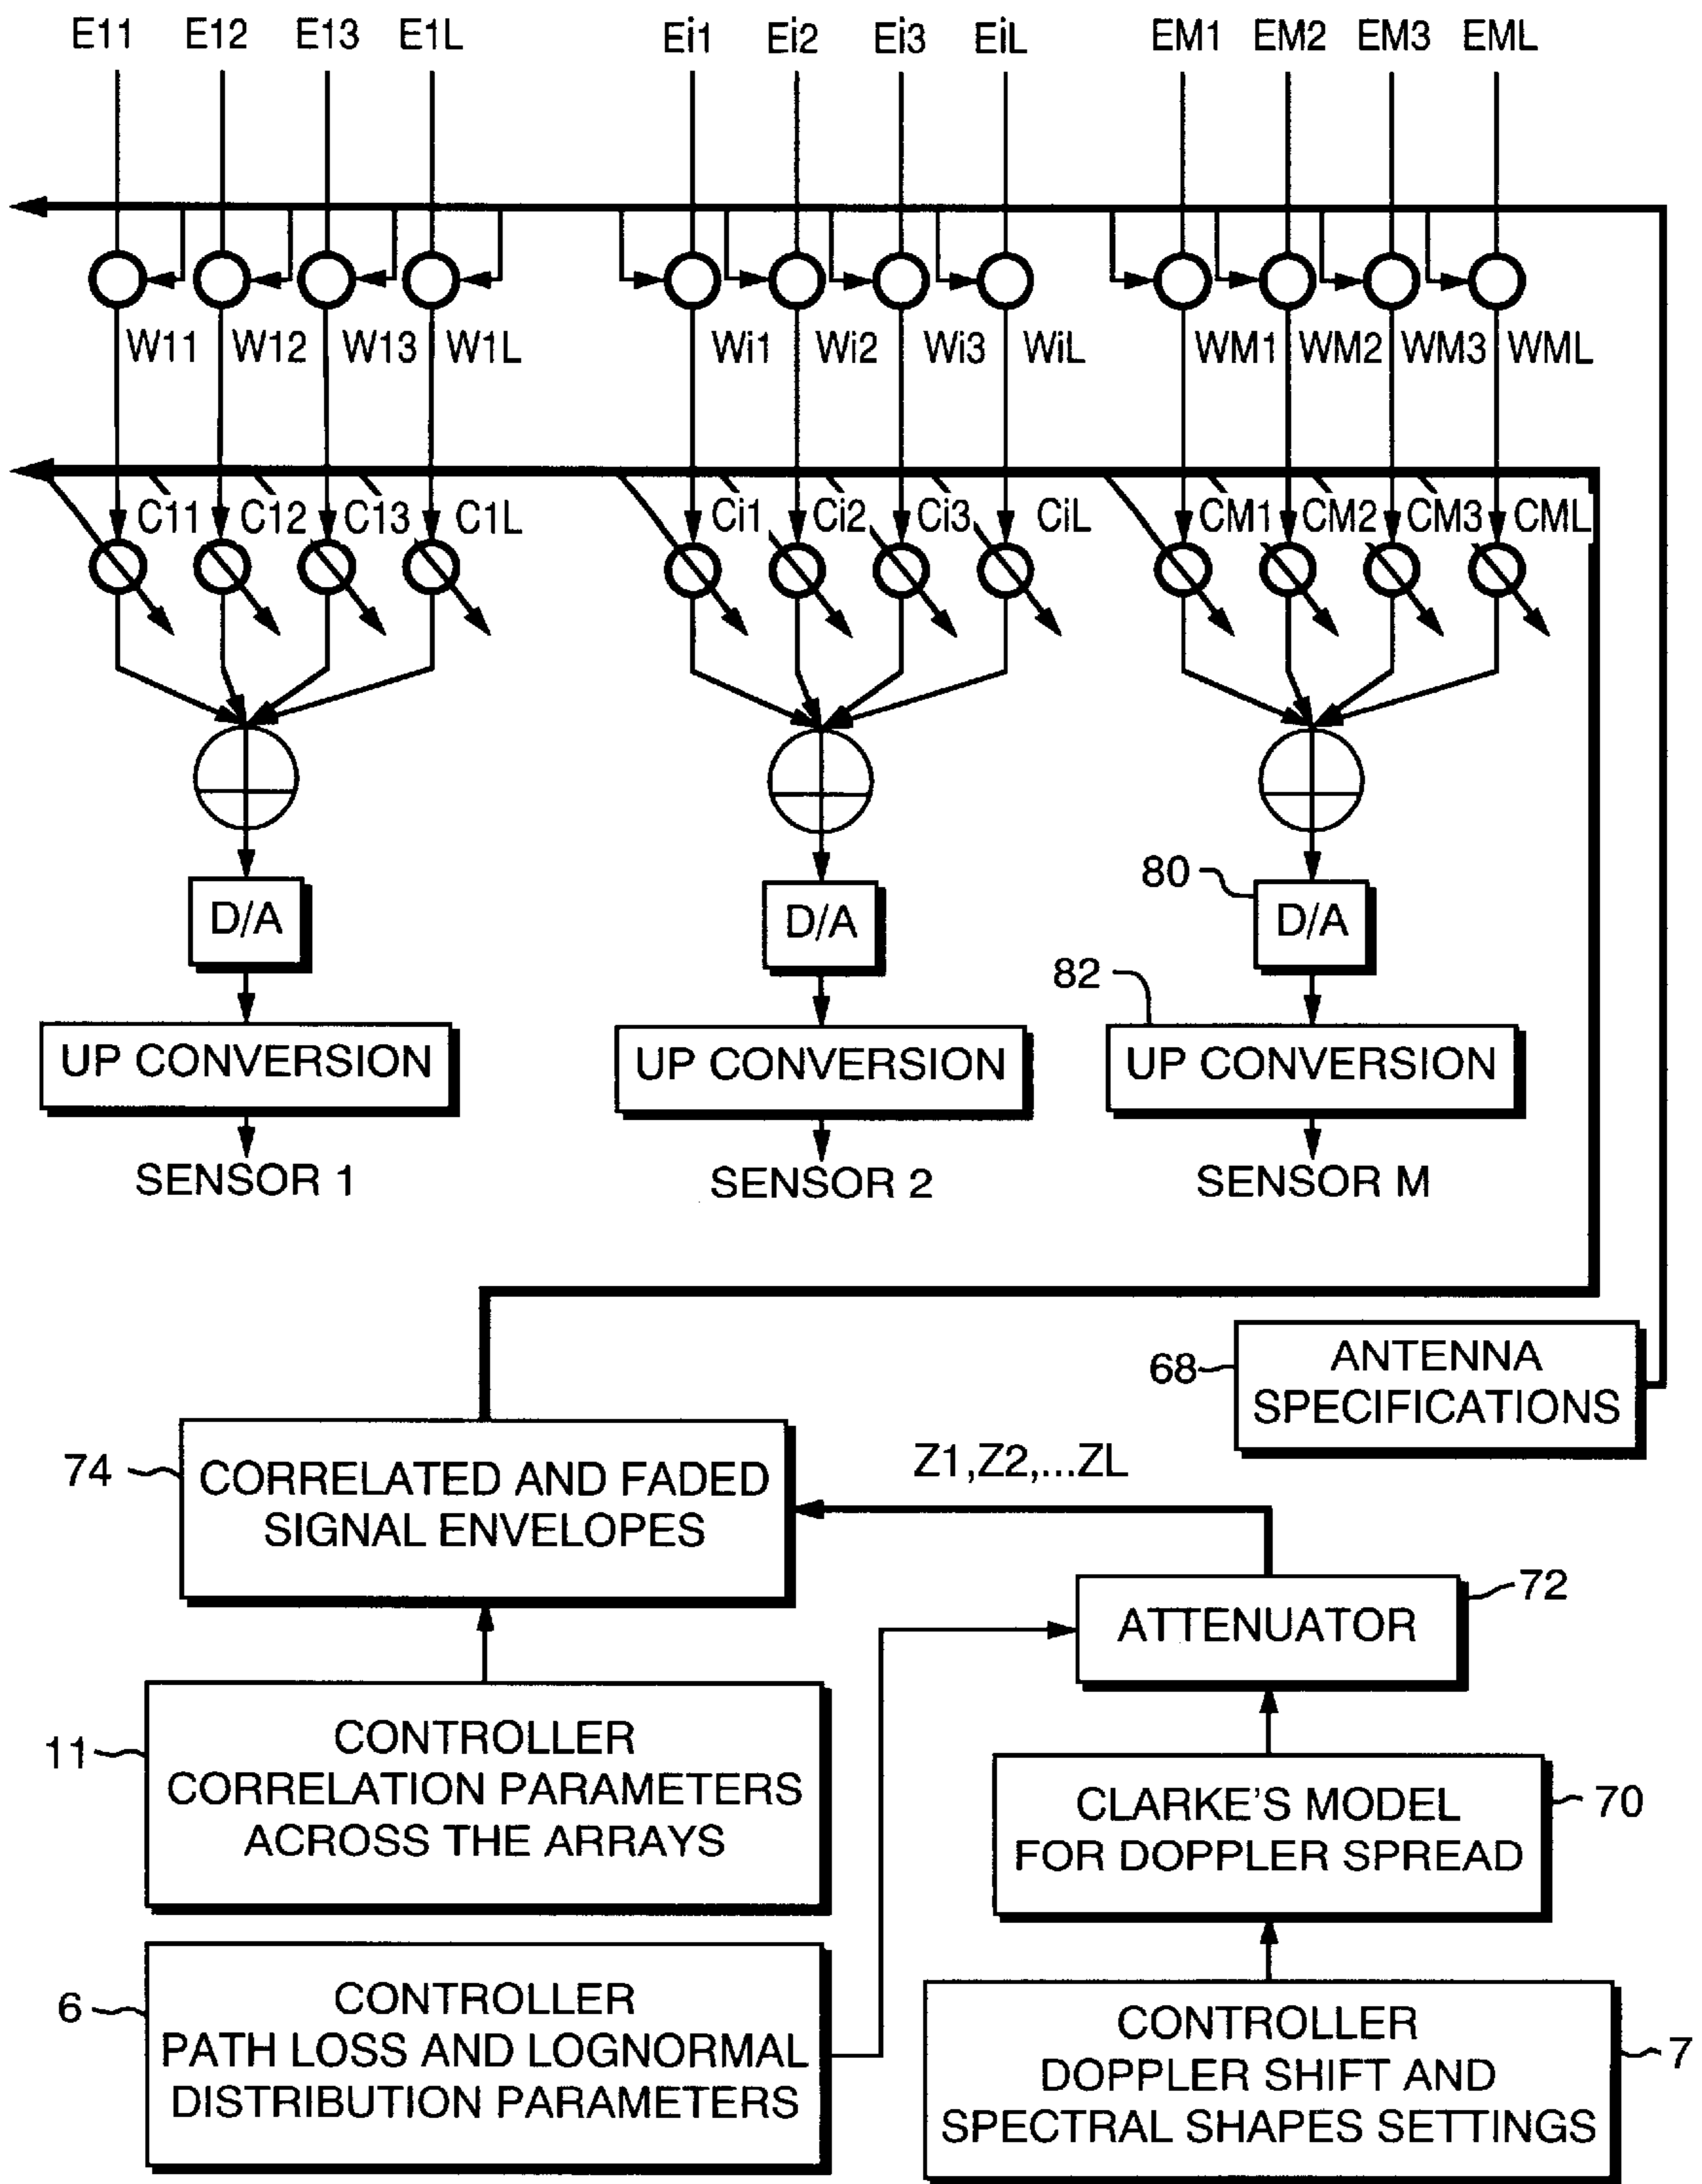 E11 E12 E13 E1L Ei1 Ei2 Ei3 EiL EM1 EM2 EM3 EML
W11 W12 W13 W1L Wi1 Wi2 Wi3 WiL WM1 WM2 WM3 WML
C11 C12 C13 C1L Ci1 Ci2 Ci3 CiL CM1 CM2 CM3 CML
80
D/A D/A D/A
82
UP CONVERSION UP CONVERSION UP CONVERSION
SENSOR 1 SENSOR 2 SENSOR M
68
ANTENNA
SPECIFICATIONS
74
CORRELATED AND FADED
SIGNAL ENVELOPES
Z1,Z2,...ZL
72
ATTENUATOR
11
CONTROLLER
CORRELATION PARAMETERS
ACROSS THE ARRAYS
70
CLARKE'S MODEL
FOR DOPPLER SPREAD
6
CONTROLLER
PATH LOSS AND LOGNORMAL
DISTRIBUTION PARAMETERS
7
CONTROLLER
DOPPLER SHIFT AND
SPECTRAL SHAPES SETTINGS